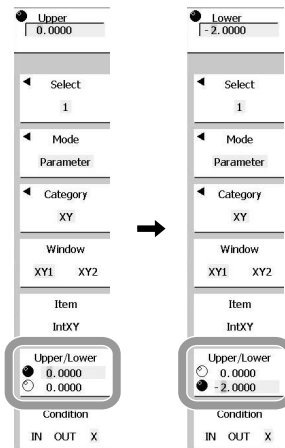 Upper
0.0000
Select
1
Mode
Parameter
Category
XY
Window
XY1 XY2
Item
IntXY
Upper/Lower
0.0000
0.0000
Condition
IN OUT X
Lower
-2.0000
Select
1
Mode
Parameter
Category
XY
Window
XY1 XY2
Item
IntXY
Upper/Lower
0.0000
-2.0000
Condition
IN OUT X